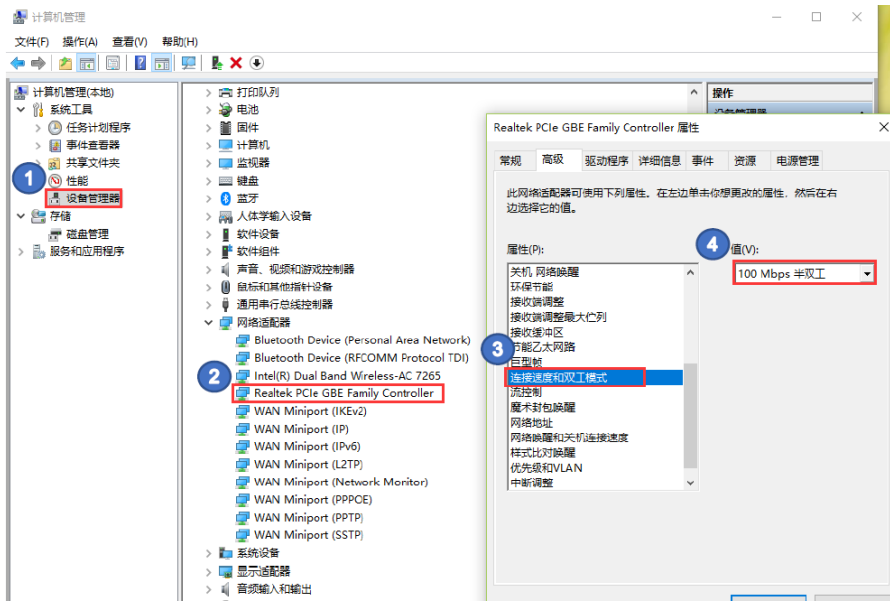 计算机管理
文件(F) 操作(A) 查看(V) 帮助(H)
计算机管理(本地)
系统工具
任务计划程序
事件查看器
共享文件夹
1
性能
设备管理器
存储
磁盘管理
服务和应用程序
打印队列
电池
固件
计算机
监视器
键盘
蓝牙
人体学输入设备
软件设备
软件组件
声音、视频和游戏控制器
鼠标和其他指针设备
通用串行总线控制器
网络适配器
Bluetooth Device (Personal Area Network)
Bluetooth Device (RFCOMM Protocol TDI)
2
Intel(R) Dual Band Wireless-AC 7265
Realtek PCIe GBE Family Controller
WAN Miniport (IKEv2)
WAN Miniport (IP)
WAN Miniport (IPv6)
WAN Miniport (L2TP)
WAN Miniport (Network Monitor)
WAN Miniport (PPPOE)
WAN Miniport (PPTP)
WAN Miniport (SSTP)
系统设备
显示适配器
音频输入和输出
操作
Realtek PCIe GBE Family Controller 属性
常规 高级 驱动程序 详细信息 事件 资源 电源管理
此网络适配器可使用下列属性。在左边单击你想更改的属性，然后在右
边选择它的值。
属性(P):
4
值(V):
100 Mbps 半双工
关机 网络唤醒
环保节能
接收端调整
接收端调整最大伫列
接收缓冲区
3
节能乙太网路
巨型帧
连接速度和双工模式
流控制
魔术封包唤醒
网络地址
网络唤醒和关机连接速度
样式比对唤醒
优先级和VLAN
中断调整